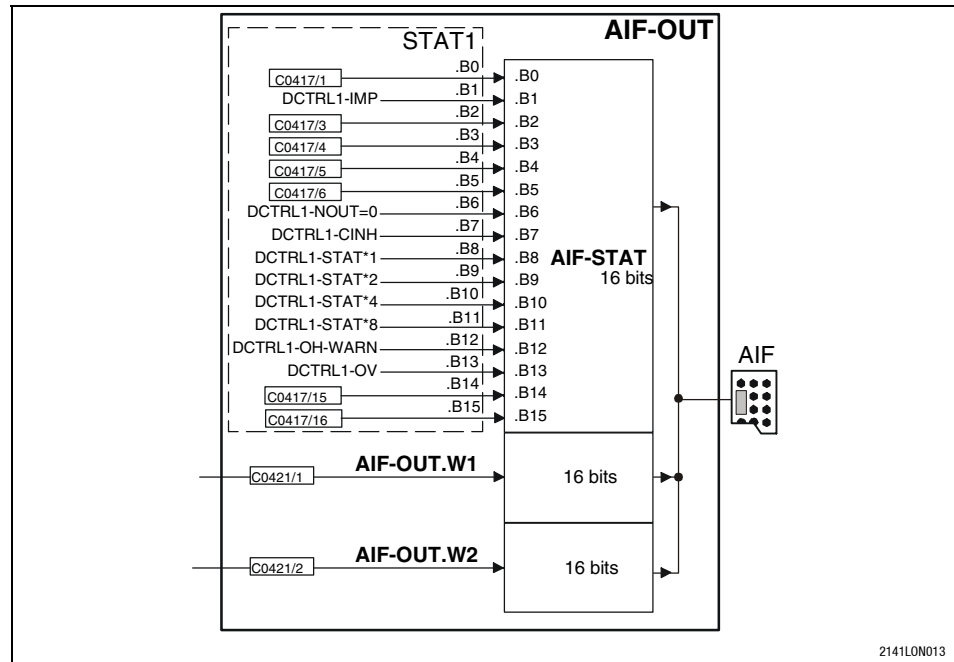 AIF-OUT
STAT1
.B0
C0417/1
.B0
.B1
DCTRL1-IMP
.B1
.B2
C0417/3
.B2
.B3
C0417/4
.B3
.B4
C0417/5
.B4
.B5
C0417/6
.B5
.B6
DCTRL1-NOUT=0
.B6
.B7
DCTRL1-CINH
.B7
.B8
DCTRL1-STAT*1
.B8
AIF-STAT
16 bits
.B9
DCTRL1-STAT*2
.B9
.B10
DCTRL1-STAT*4
.B10
.B11
DCTRL1-STAT*8
.B11
.B12
DCTRL1-OH-WARN
.B12
.B13
DCTRL1-OV
.B13
.B14
C0417/15
.B14
.B15
C0417/16
.B15
AIF
AIF-OUT.W1
C0421/1
16 bits
AIF-OUT.W2
C0421/2
16 bits
2141LON013